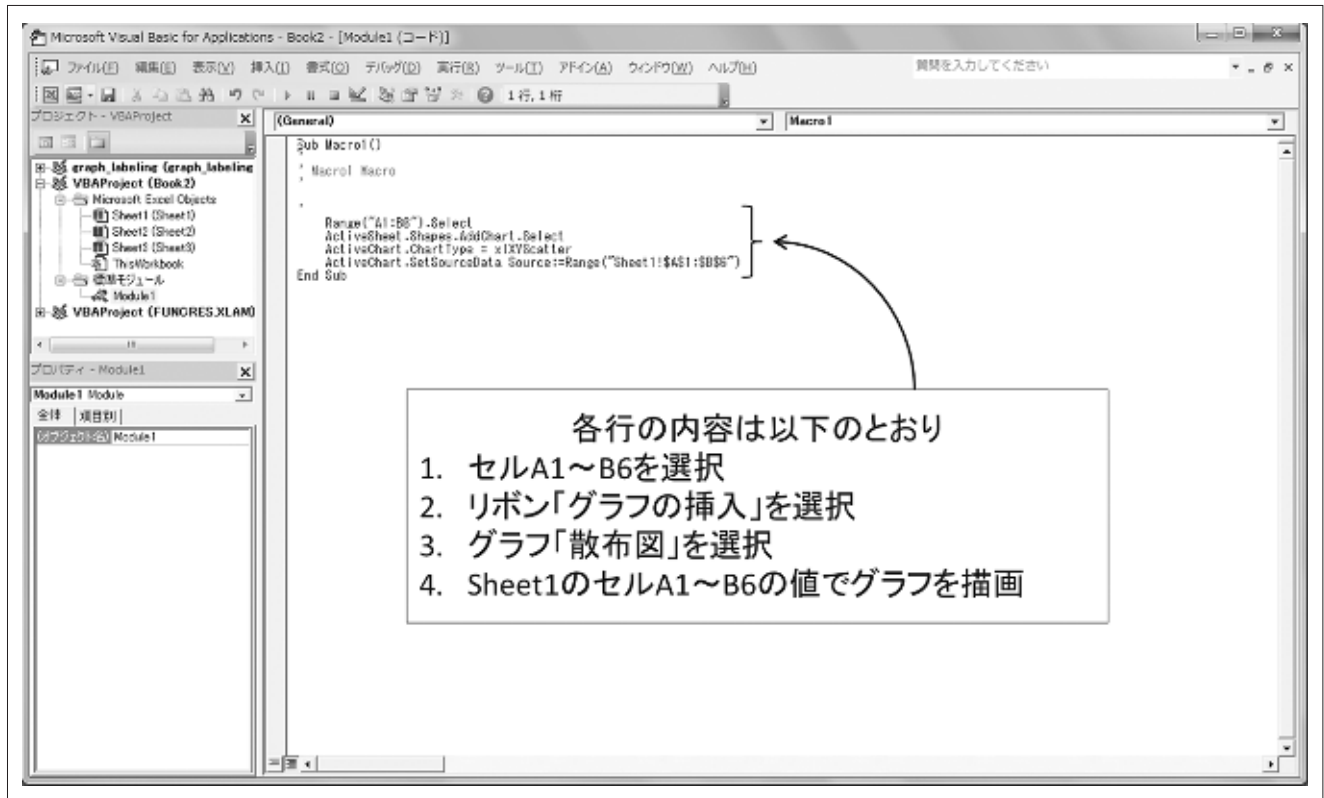 Microsoft Visual Basic for Applications - Book2 - [Module1 (コード)]
ファイル(F) 編集(E) 表示(V) 挿入(I) 書式(O) デバッグ(D) 実行(R) ツール(T) アドイン(A) ウィンドウ(W) ヘルプ(H) 質問を入力してください
1行, 1桁
プロジェクト - VBAProject
(General) Macro1
graph_labeling (graph_labeling
VBAProject (Book2)
Microsoft Excel Objects
Sheet1 (Sheet1)
Sheet2 (Sheet2)
Sheet3 (Sheet3)
ThisWorkbook
標準モジュール
Module1
VBAProject (FUNCRES.XLAM)
プロパティ - Module1
Module1 Module
全体 項目別
(オブジェクト名) Module1
Sub Macro1()
'
' Macro1 Macro
'
'
Range("A1:B6").Select
ActiveSheet.Shapes.AddChart.Select
ActiveChart.ChartType = xlXYScatter
ActiveChart.SetSourceData Source:=Range("Sheet1!$A$1:$B$6")
End Sub
各行の内容は以下のとおり
1. セルA1～B6を選択
2. リボン「グラフの挿入」を選択
3. グラフ「散布図」を選択
4. Sheet1のセルA1～B6の値でグラフを描画